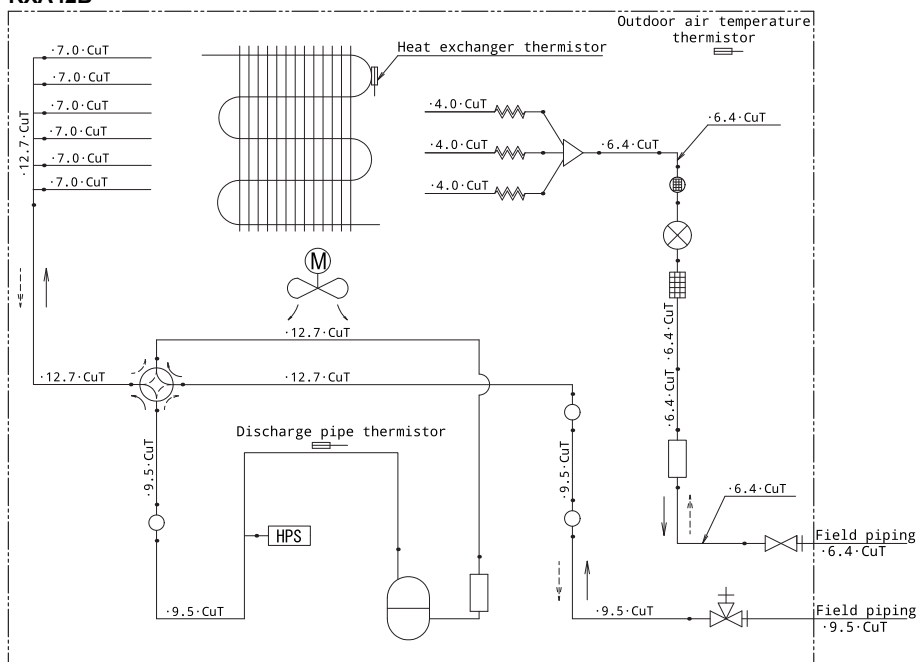 Outdoor air temperature
thermistor
Heat exchanger thermistor
·7.0·CuT
·7.0·CuT
·7.0·CuT
·7.0·CuT
·7.0·CuT
·7.0·CuT
·12.7·CuT
·4.0·CuT
·4.0·CuT
·4.0·CuT
·6.4·CuT
·6.4·CuT
M
·12.7·CuT
·6.4·CuT
·12.7·CuT
·12.7·CuT
·6.4·CuT
Discharge pipe thermistor
·9.5·CuT
·9.5·CuT
·6.4·CuT
HPS
Field piping
·6.4·CuT
·9.5·CuT
·9.5·CuT
Field piping
·9.5·CuT